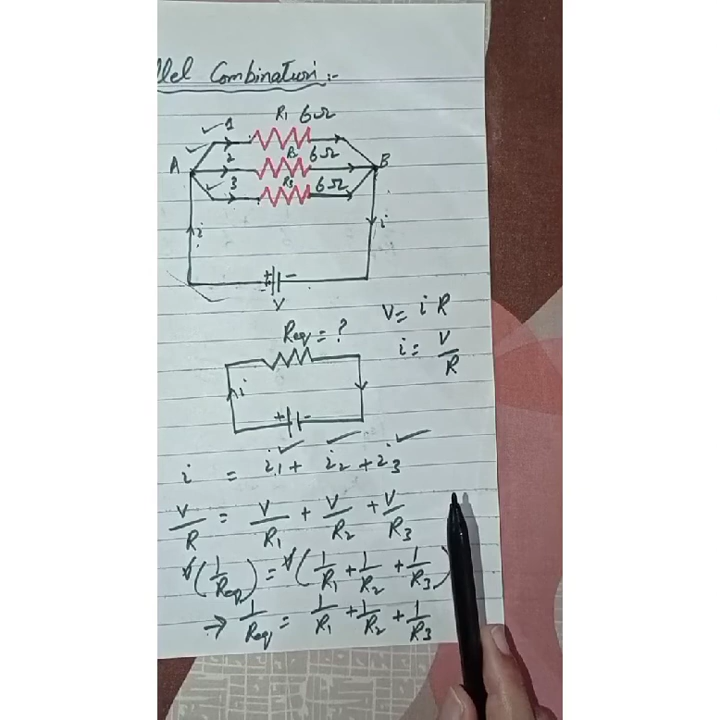 llel Combination:-
1 R1 6Ω
2 R2 6Ω
A B
3 R3 6Ω
i i
+ -
V
Req = ?
V = i R
i = V/R
i
+ -
i = i1 + i2 + i3
V/R = V/R1 + V/R2 + V/R3
V(1/Req) = V(1/R1 + 1/R2 + 1/R3)
→ 1/Req = 1/R1 + 1/R2 + 1/R3